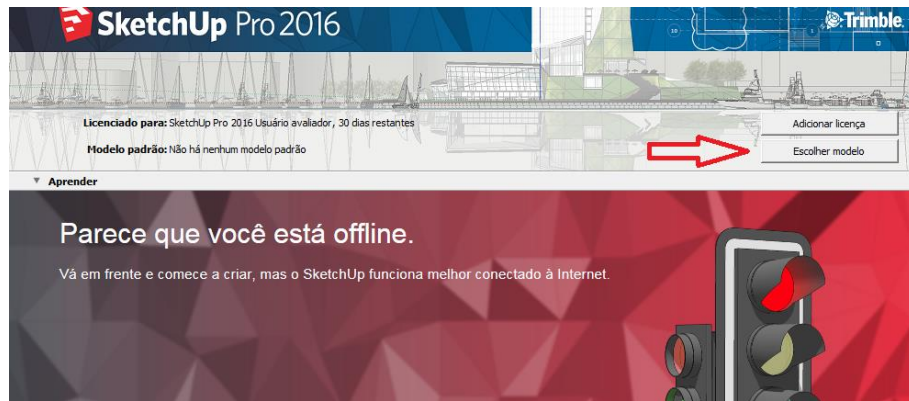 SketchUp Pro 2016
Trimble
10
1
Licenciado para: SketchUp Pro 2016 Usuário avaliador, 30 dias restantes
Adicionar licença
Modelo padrão: Não há nenhum modelo padrão
Escolher modelo
Aprender
Parece que você está offline.
Vá em frente e comece a criar, mas o SketchUp funciona melhor conectado à Internet.